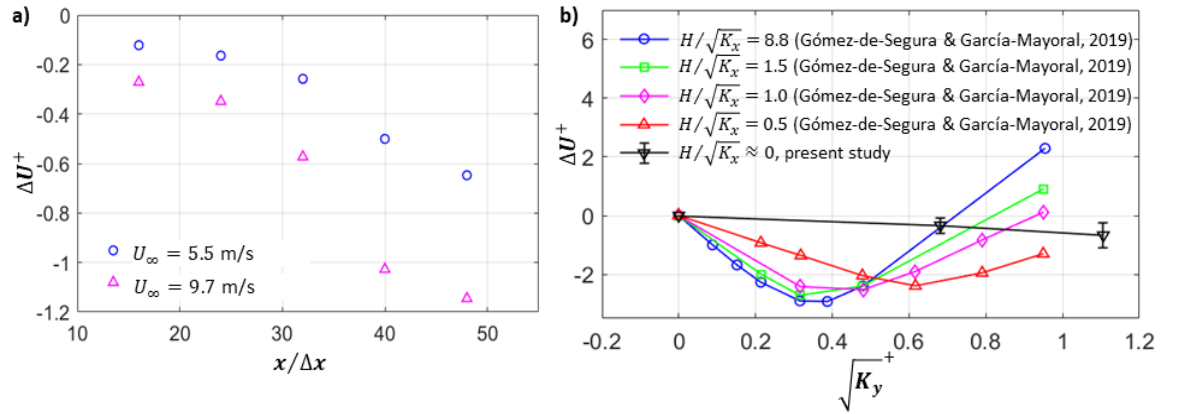 a)
0
-0.2
-0.4
-0.6
-0.8
-1
-1.2
ΔU⁺
U∞ = 5.5 m/s
U∞ = 9.7 m/s
10 20 30 40 50
x/Δx
b)
6
4
2
0
-2
ΔU⁺
H/√Kₓ = 8.8 (Gómez-de-Segura & García-Mayoral, 2019)
H/√Kₓ = 1.5 (Gómez-de-Segura & García-Mayoral, 2019)
H/√Kₓ = 1.0 (Gómez-de-Segura & García-Mayoral, 2019)
H/√Kₓ = 0.5 (Gómez-de-Segura & García-Mayoral, 2019)
H/√Kₓ ≈ 0, present study
-0.2 0 0.2 0.4 0.6 0.8 1 1.2
√K_y⁺